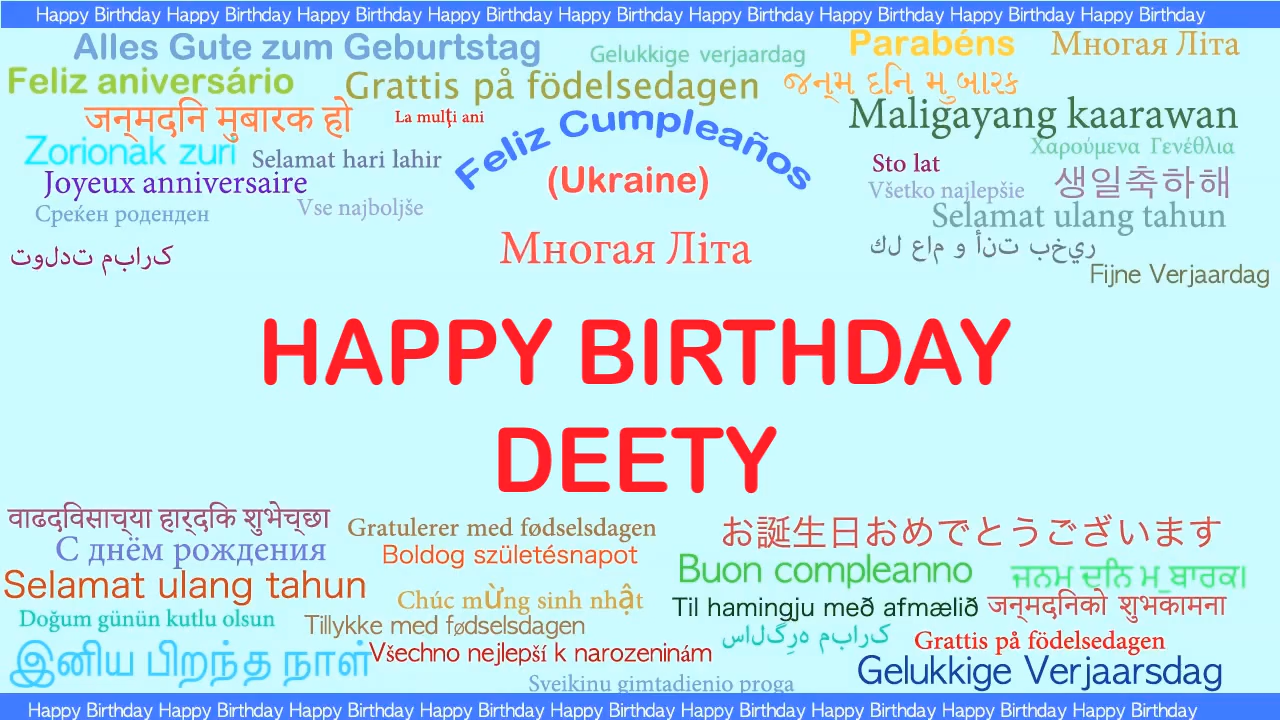 Happy Birthday Happy Birthday Happy Birthday Happy Birthday Happy Birthday Happy Birthday Happy Birthday Happy Birthday Happy Birthday
Alles Gute zum Geburtstag
Gelukkige verjaardag
Parabéns
Многая Літа
Feliz aniversário
Grattis på födelsedagen
જન્મ દિન મુબારક
जन्मदिन मुबारक हो
La mulţi ani
Feliz Cumpleaños
Maligayang kaarawan
Zorionak zuri
Selamat hari lahir
(Ukraine)
Sto lat
Χαρούμενα Γενέθλια
Joyeux anniversaire
Všetko najlepšie
생일축하해
Среќен роденден
Vse najboljše
Selamat ulang tahun
תולדת מבארכ
Многая Літа
كل عام و أنت بخير
Fijne Verjaardag
HAPPY BIRTHDAY
DEETY
वाढदिवसाच्या हार्दिक शुभेच्छा
Gratulerer med fødselsdagen
お誕生日おめでとうございます
С днём рождения
Boldog születésnapot
Buon compleanno
ਜਨਮ ਦਿਨ ਮੁਬਾਰਕ।
Selamat ulang tahun
Chúc mừng sinh nhật
Til hamingju með afmælið
जन्मदिनको शुभकामना
Doğum günün kutlu olsun
Tillykke med fødselsdagen
سالگرہ مبارک
Grattis på födelsedagen
இனிய பிறந்த நாள்
Všechno nejlepší k narozeninám
Gelukkige Verjaarsdag
Sveikinu gimtadienio proga
Happy Birthday Happy Birthday Happy Birthday Happy Birthday Happy Birthday Happy Birthday Happy Birthday Happy Birthday Happy Birthday